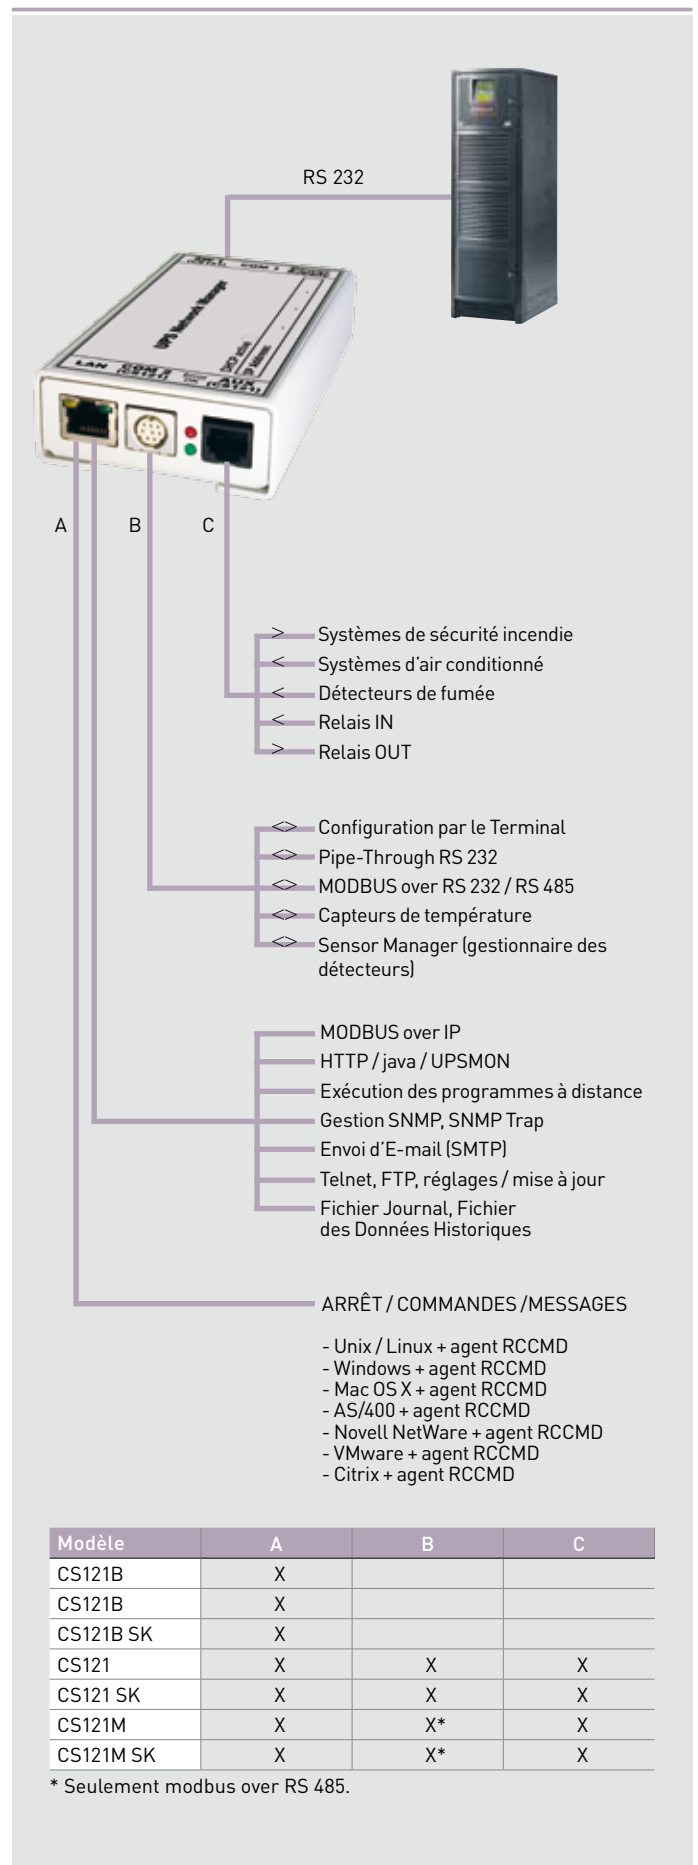 RS 232
UPS Network Manager
DHCP active
IP Address:
LAN
COM 2
(CS121)
AUX
(CS121)
A B C
> Systèmes de sécurité incendie
< Systèmes d'air conditionné
< Détecteurs de fumée
< Relais IN
> Relais OUT
<> Configuration par le Terminal
<> Pipe-Through RS 232
<> MODBUS over RS 232 / RS 485
<> Capteurs de température
<> Sensor Manager (gestionnaire des
détecteurs)
MODBUS over IP
HTTP / java / UPSMON
Exécution des programmes à distance
Gestion SNMP, SNMP Trap
Envoi d'E-mail (SMTP)
Telnet, FTP, réglages / mise à jour
Fichier Journal, Fichier
des Données Historiques
ARRÊT / COMMANDES /MESSAGES
- Unix / Linux + agent RCCMD
- Windows + agent RCCMD
- Mac OS X + agent RCCMD
- AS/400 + agent RCCMD
- Novell NetWare + agent RCCMD
- VMware + agent RCCMD
- Citrix + agent RCCMD
Modèle A B C
CS121B X
CS121B X
CS121B SK X
CS121 X X X
CS121 SK X X X
CS121M X X* X
CS121M SK X X* X
* Seulement modbus over RS 485.